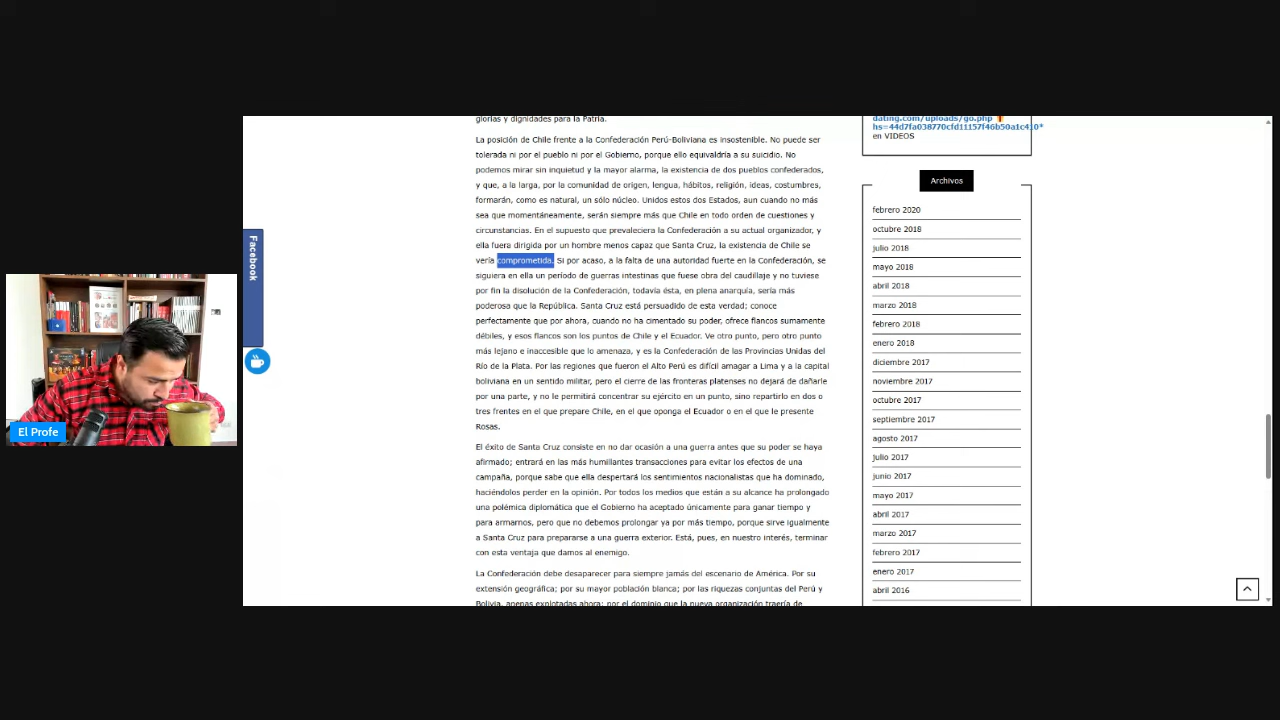 glorias y dignidades para la Patria.
La posición de Chile frente a la Confederación Perú-Boliviana es insostenible. No puede ser
tolerada ni por el pueblo ni por el Gobierno, porque ello equivaldría a su suicidio. No
podemos mirar sin inquietud y la mayor alarma, la existencia de dos pueblos confederados,
y que, a la larga, por la comunidad de origen, lengua, hábitos, religión, ideas, costumbres,
formarán, como es natural, un sólo núcleo. Unidos estos dos Estados, aun cuando no más
sea que momentáneamente, serán siempre más que Chile en todo orden de cuestiones y
circunstancias. En el supuesto que prevaleciera la Confederación a su actual organizador, y
ella fuera dirigida por un hombre menos capaz que Santa Cruz, la existencia de Chile se
vería comprometida. Si por acaso, a la falta de una autoridad fuerte en la Confederación, se
siguiera en ella un período de guerras intestinas que fuese obra del caudillaje y no tuviese
por fin la disolución de la Confederación, todavía ésta, en plena anarquía, sería más
poderosa que la República. Santa Cruz está persuadido de esta verdad; conoce
perfectamente que por ahora, cuando no ha cimentado su poder, ofrece flancos sumamente
débiles, y esos flancos son los puntos de Chile y el Ecuador. Ve otro punto, pero otro punto
más lejano e inaccesible que lo amenaza, y es la Confederación de las Provincias Unidas del
Río de la Plata. Por las regiones que fueron el Alto Perú es difícil amagar a Lima y a la capital
boliviana en un sentido militar, pero el cierre de las fronteras platenses no dejará de dañarle
por una parte, y no le permitirá concentrar su ejército en un punto, sino repartirlo en dos o
tres frentes en el que prepare Chile, en el que oponga el Ecuador o en el que le presente
Rosas.
El éxito de Santa Cruz consiste en no dar ocasión a una guerra antes que su poder se haya
afirmado; entrará en las más humillantes transacciones para evitar los efectos de una
campaña, porque sabe que ella despertará los sentimientos nacionalistas que ha dominado,
haciéndolos perder en la opinión. Por todos los medios que están a su alcance ha prolongado
una polémica diplomática que el Gobierno ha aceptado únicamente para ganar tiempo y
para armarnos, pero que no debemos prolongar ya por más tiempo, porque sirve igualmente
a Santa Cruz para prepararse a una guerra exterior. Está, pues, en nuestro interés, terminar
con esta ventaja que damos al enemigo.
La Confederación debe desaparecer para siempre jamás del escenario de América. Por su
extensión geográfica; por su mayor población blanca; por las riquezas conjuntas del Perú y
Bolivia, apenas explotadas ahora; por el dominio que la nueva organización traería de
dating.com/uploads/go.php
hs=44d7fa038770cfd11157f46b50a1c410*
en VIDEOS
Archivos
febrero 2020
octubre 2018
julio 2018
mayo 2018
abril 2018
marzo 2018
febrero 2018
enero 2018
diciembre 2017
noviembre 2017
octubre 2017
septiembre 2017
agosto 2017
julio 2017
junio 2017
mayo 2017
abril 2017
marzo 2017
febrero 2017
enero 2017
abril 2016
Facebook
El Profe